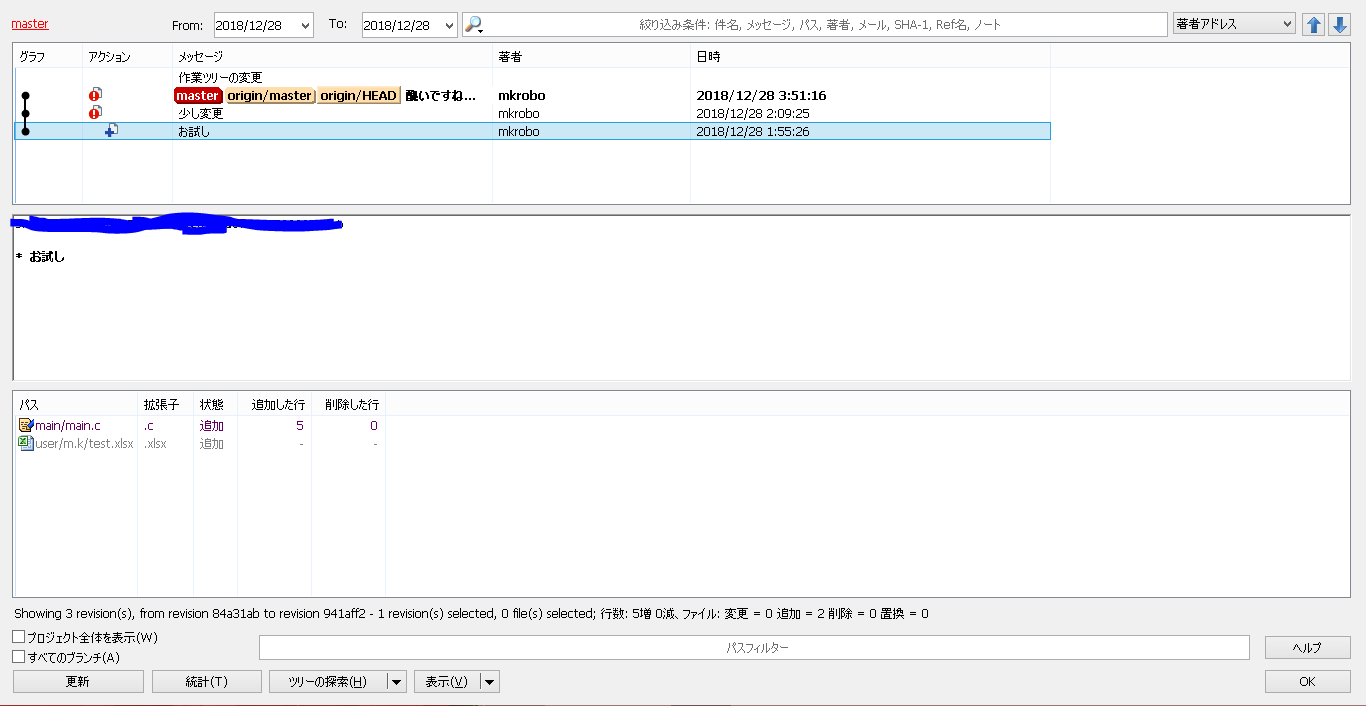 master From: 2018/12/28 To: 2018/12/28 絞り込み条件: 件名, メッセージ, パス, 著者, メール, SHA-1, Ref名, ノート 著者アドレス
グラフ アクション メッセージ 著者 日時
作業ツリーの変更
master origin/master origin/HEAD 醜いですね... mkrobo 2018/12/28 3:51:16
少し変更 mkrobo 2018/12/28 2:09:25
お試し mkrobo 2018/12/28 1:55:26
* お試し
パス 拡張子 状態 追加した行 削除した行
main/main.c .c 追加 5 0
user/m.k/test.xlsx .xlsx 追加 - -
Showing 3 revision(s), from revision 84a31ab to revision 941aff2 - 1 revision(s) selected, 0 file(s) selected; 行数: 5増 0減、ファイル: 変更 = 0 追加 = 2 削除 = 0 置換 = 0
プロジェクト全体を表示(W)
すべてのブランチ(A) パスフィルター ヘルプ
更新 統計(T) ツリーの探索(H) 表示(V) OK